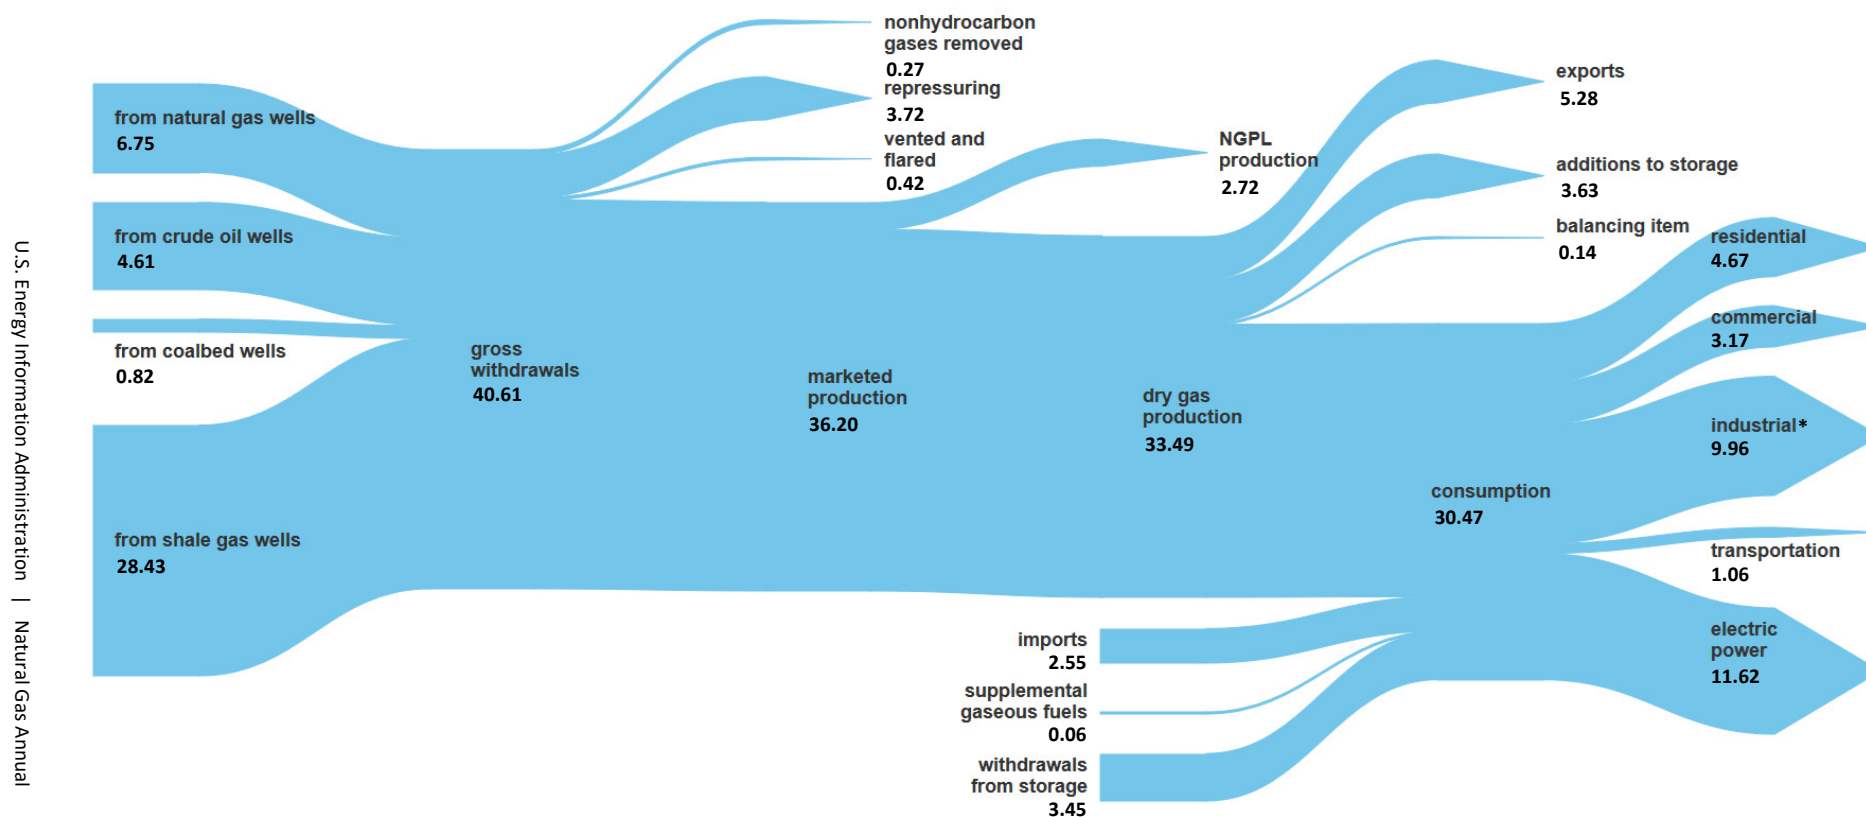 U.S. Energy Information Administration | Natural Gas Annual
from natural gas wells
6.75
from crude oil wells
4.61
from coalbed wells
0.82
from shale gas wells
28.43
gross
withdrawals
40.61
nonhydrocarbon
gases removed
0.27
repressuring
3.72
vented and
flared
0.42
marketed
production
36.20
NGPL
production
2.72
dry gas
production
33.49
imports
2.55
supplemental
gaseous fuels
0.06
withdrawals
from storage
3.45
exports
5.28
additions to storage
3.63
balancing item
0.14
consumption
30.47
residential
4.67
commercial
3.17
industrial*
9.96
transportation
1.06
electric
power
11.62